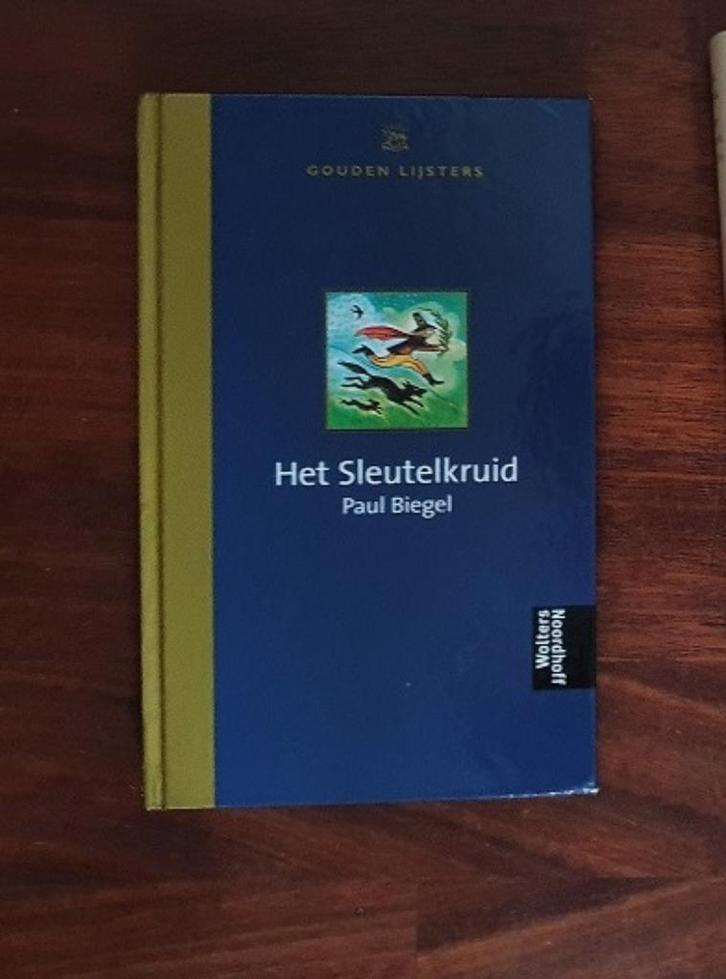 GOUDEN LIJSTERS
Het Sleutelkruid
Paul Biegel
Wolters
Noordhoff